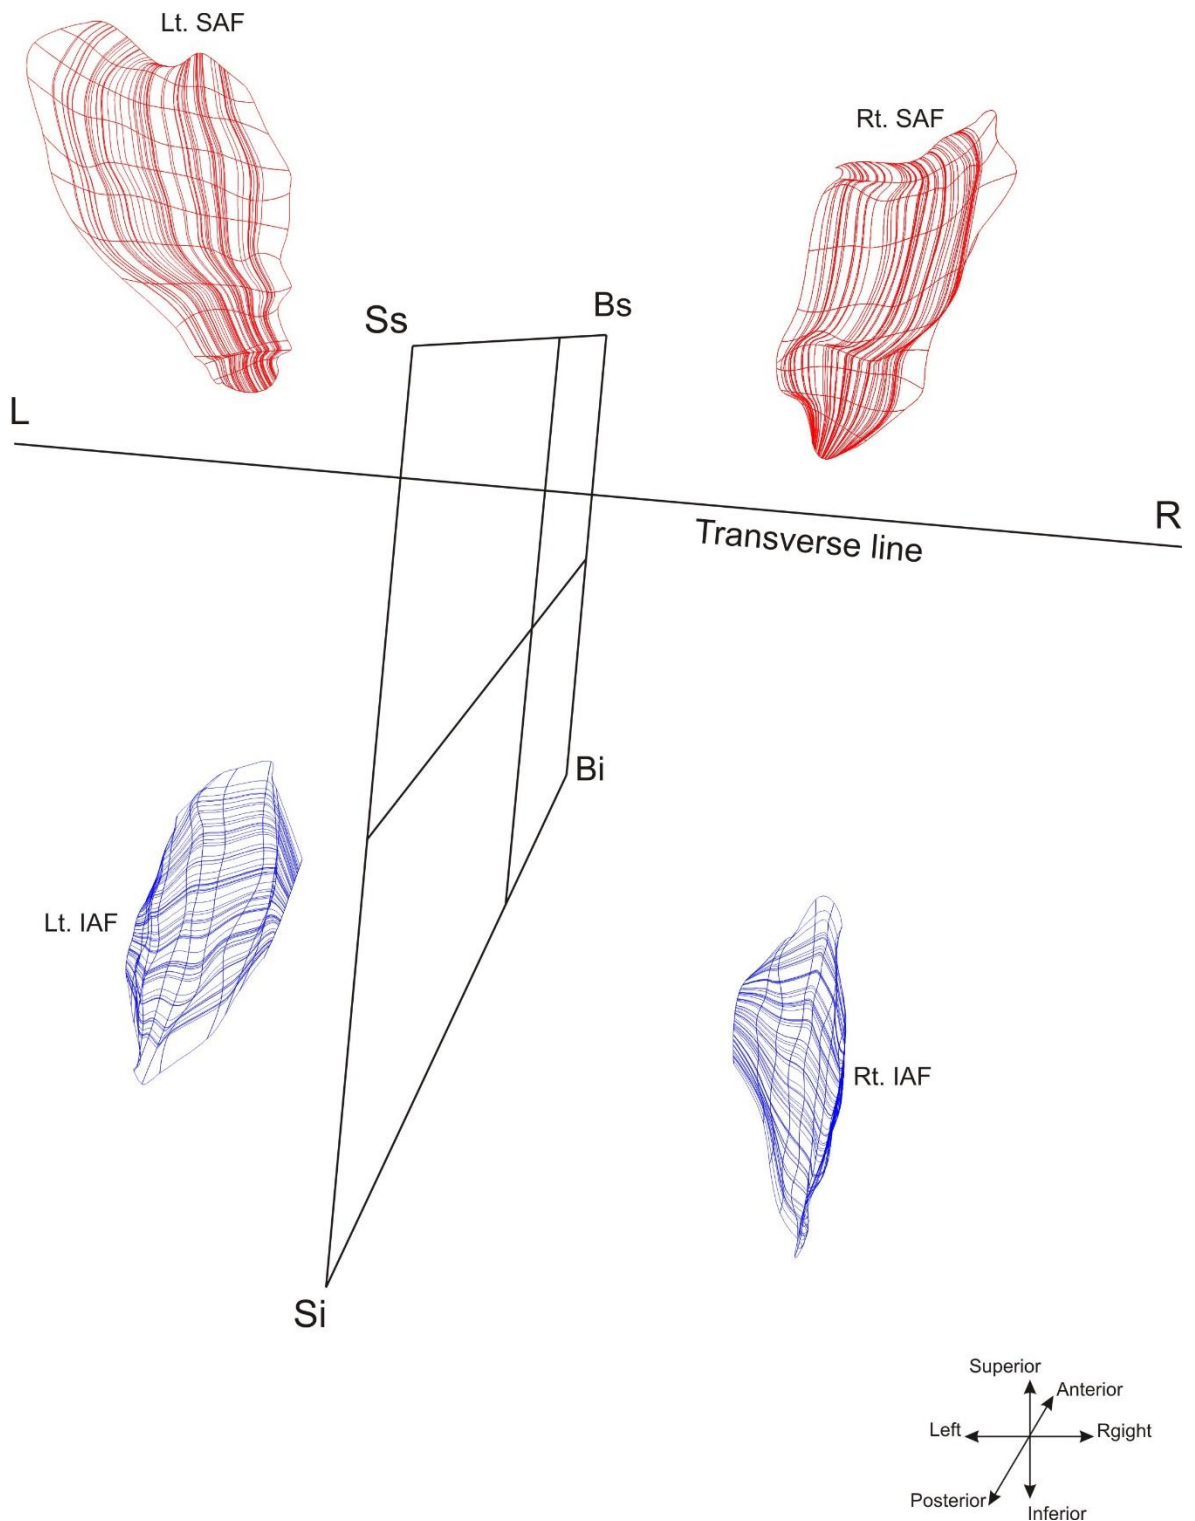 Lt. SAF
Rt. SAF
Ss
Bs
L
R
Transverse line
Bi
Lt. IAF
Rt. IAF
Si
Superior
Anterior
Left
Rgight
Posterior
Inferior